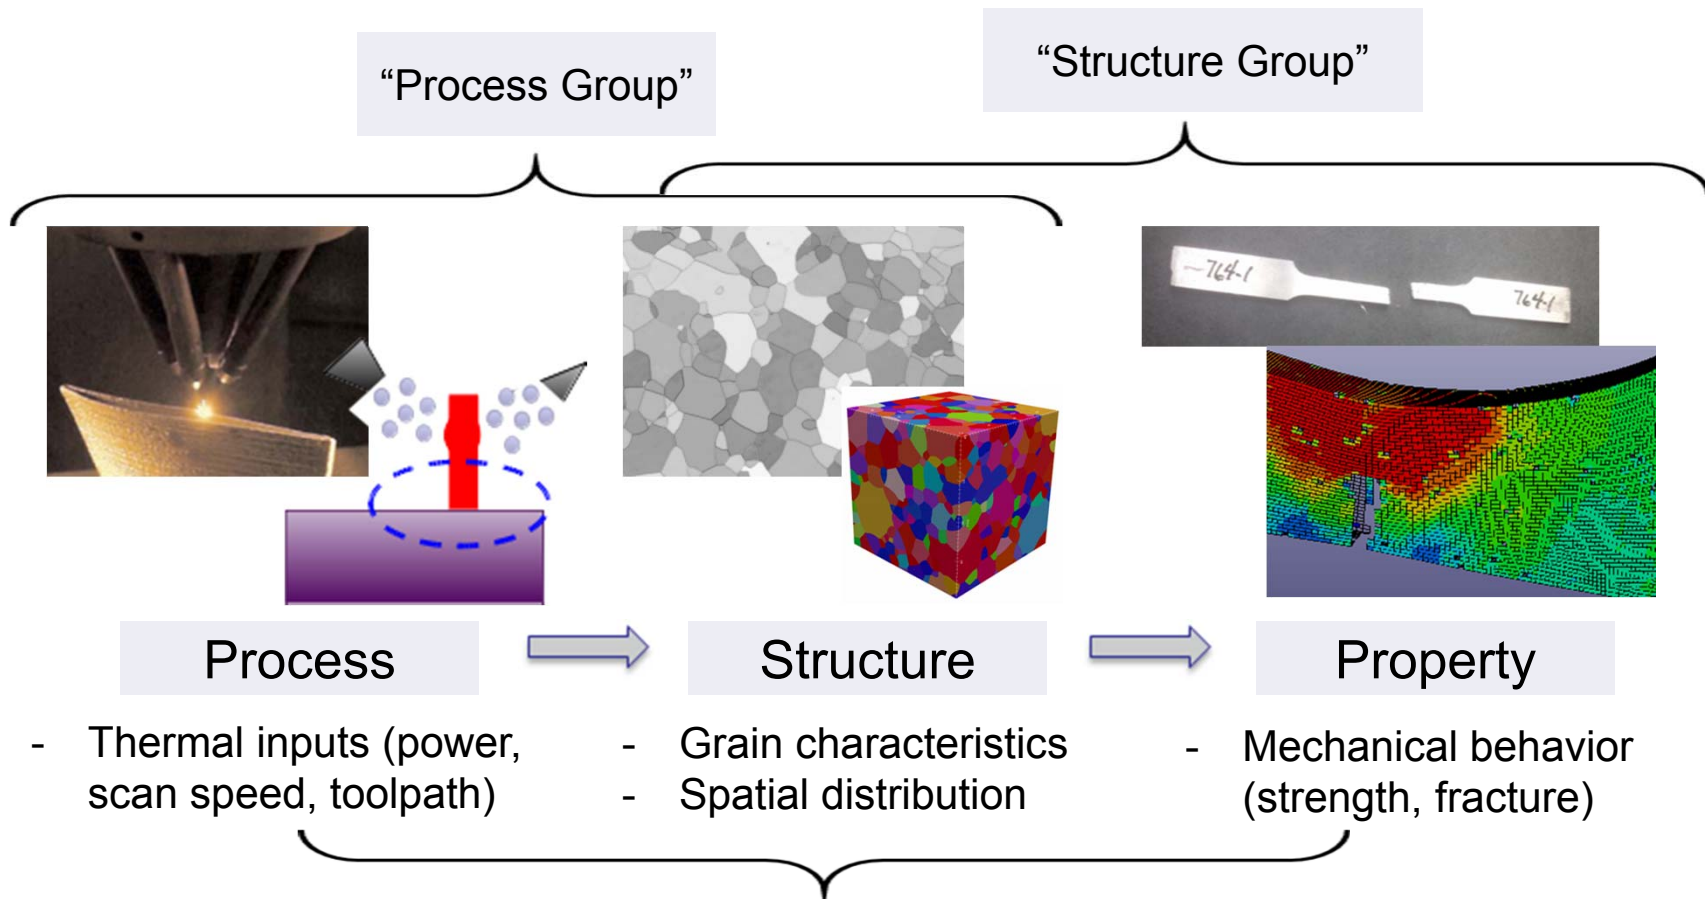 “Process Group”
“Structure Group”
764-1
764-1
Process
Structure
Property
- Thermal inputs (power,
scan speed, toolpath)
- Grain characteristics
- Spatial distribution
- Mechanical behavior
(strength, fracture)